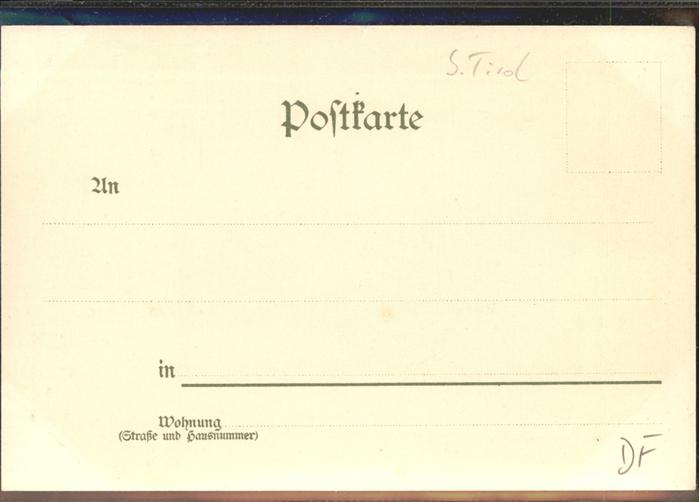 S. Tirol
Postkarte
An
in
Wohnung
(Straße und Hausnummer)
DF